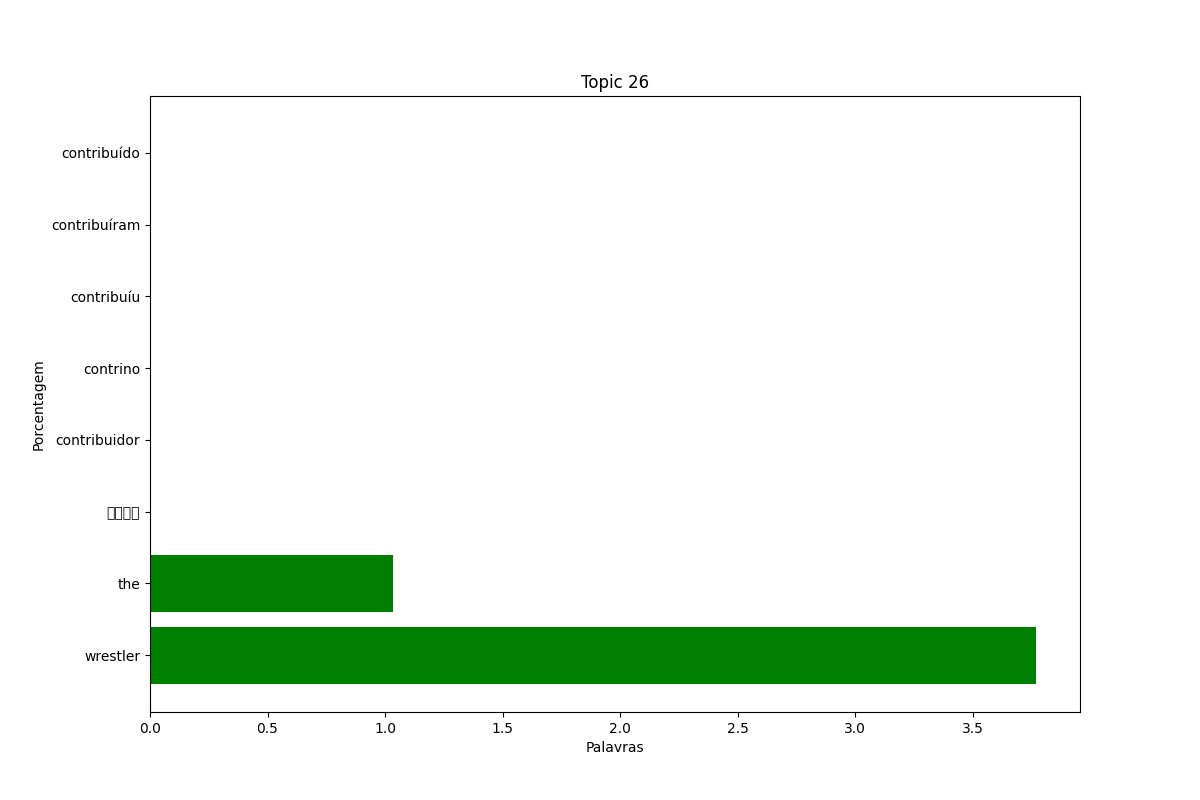 Topic 26
contribuído
contribuíram
contribuíu
contrino
contribuidor
the
wrestler
Porcentagem
0.0 0.5 1.0 1.5 2.0 2.5 3.0 3.5
Palavras